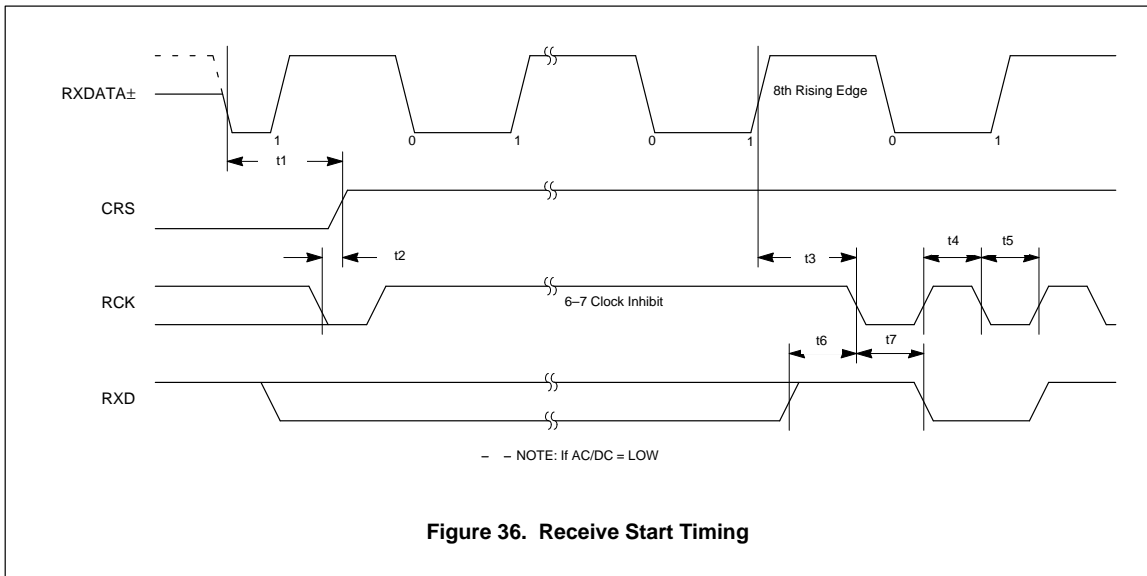 RXDATA±
8th Rising Edge
1 0 1 0 1 0 1
t1
CRS
t2 t3 t4 t5
RCK
6–7 Clock Inhibit
t6 t7
RXD
– – NOTE: If AC/DC = LOW
Figure 36. Receive Start Timing